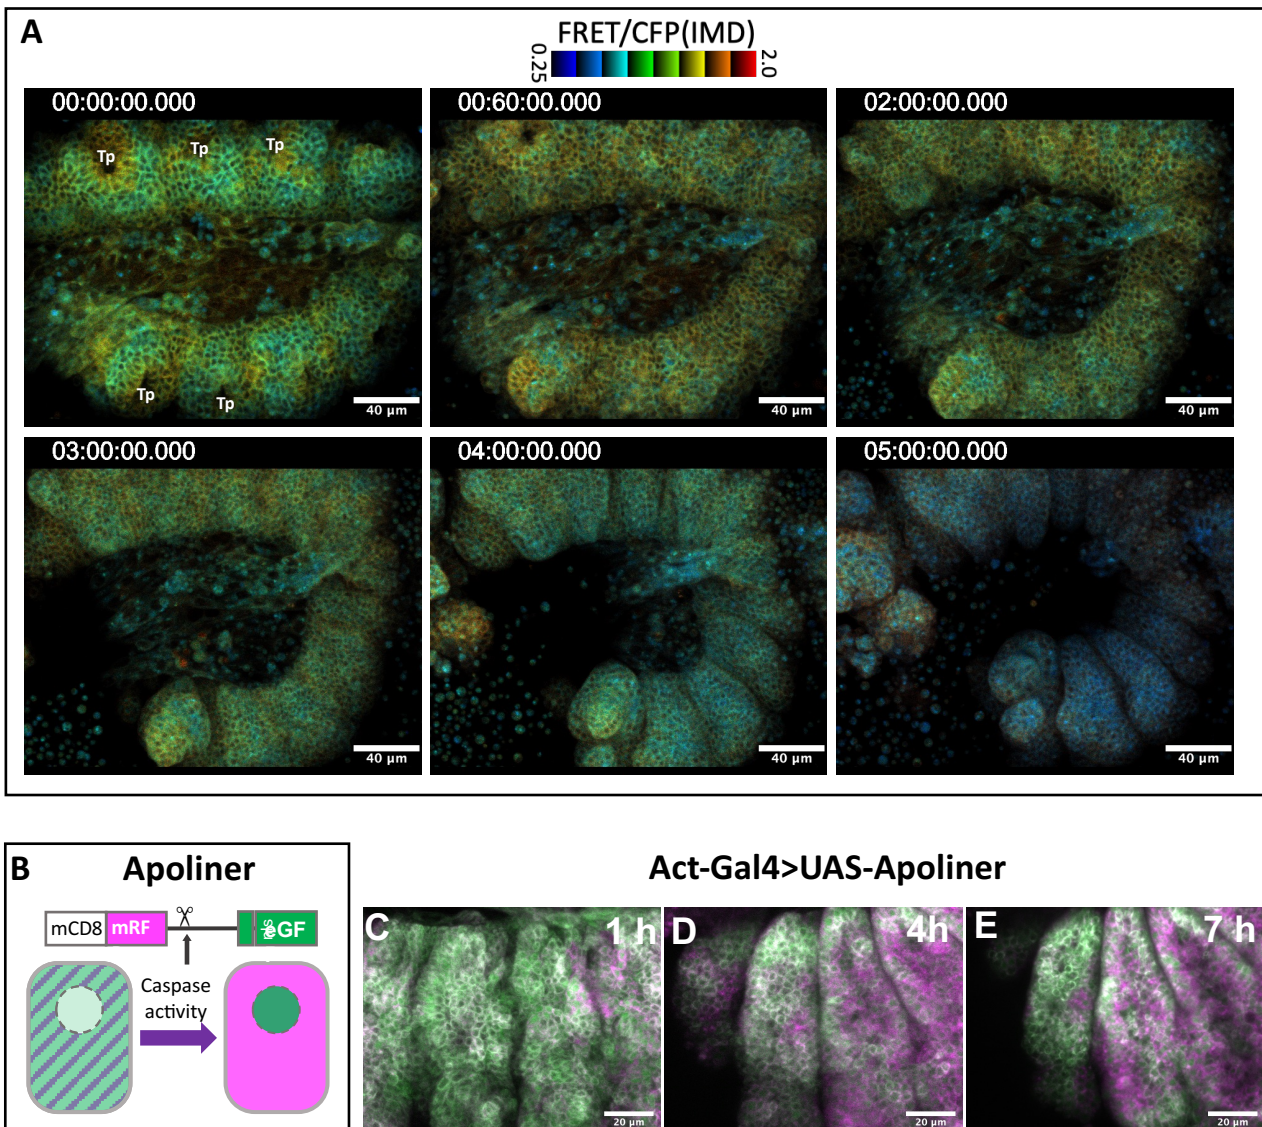 A
FRET/CFP(IMD)
0.25
2.0
00:00:00.000
00:60:00.000
02:00:00.000
Tp
Tp
Tp
Tp
Tp
40 µm
40 µm
40 µm
03:00:00.000
04:00:00.000
05:00:00.000
40 µm
40 µm
40 µm
B
Apoliner
mCD8
mRF
eGF
Caspase
activity
Act-Gal4>UAS-Apoliner
C
1 h
D
4h
E
7 h
20 µm
20 µm
20 µm